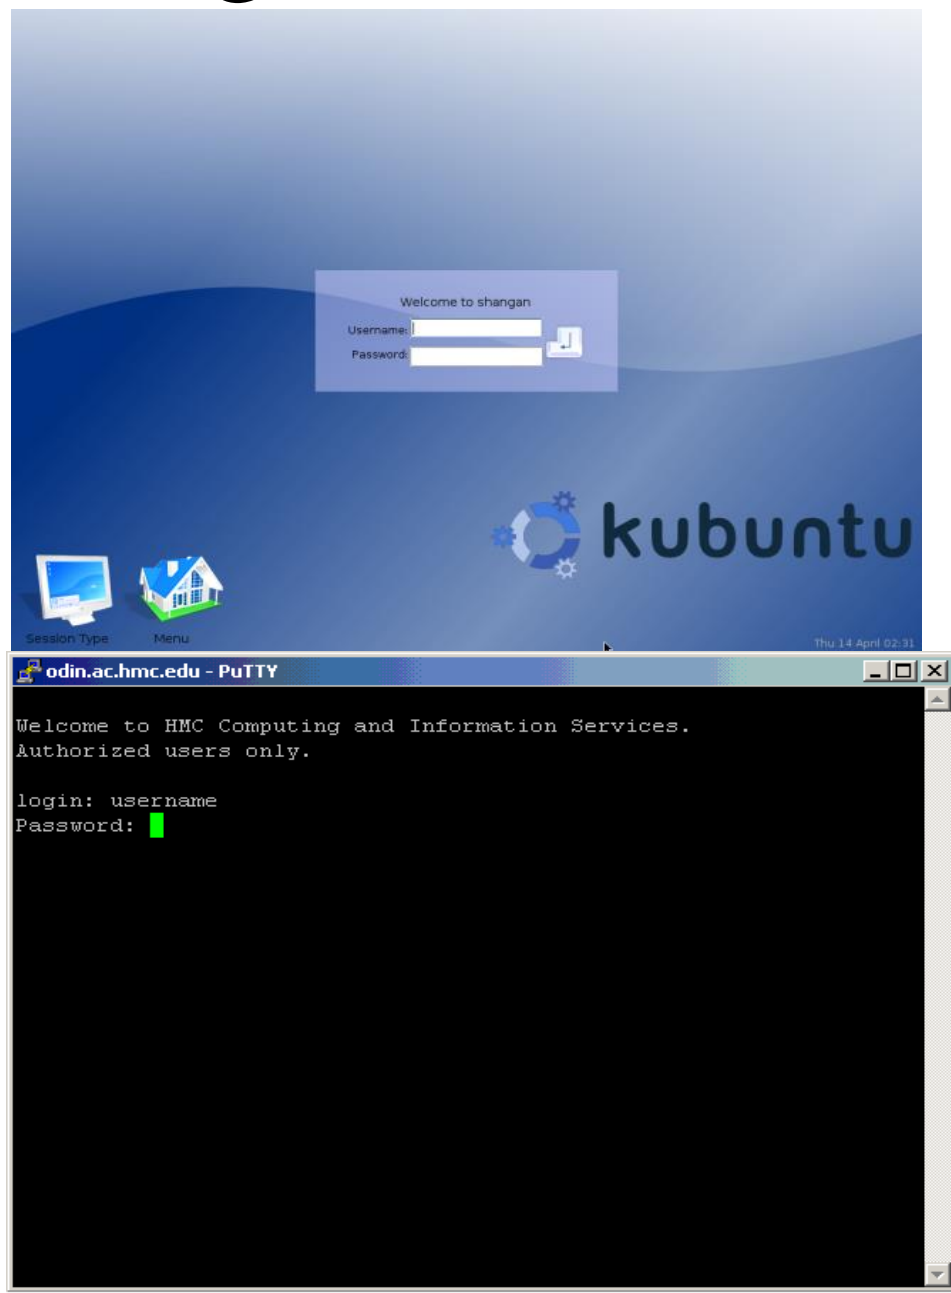 Welcome to shangan
Username:
Password:
kubuntu
Session Type
Menu
Thu 14 April 02:31
odin.ac.hmc.edu - PuTTY
Welcome to HMC Computing and Information Services.
Authorized users only.
login: username
Password: